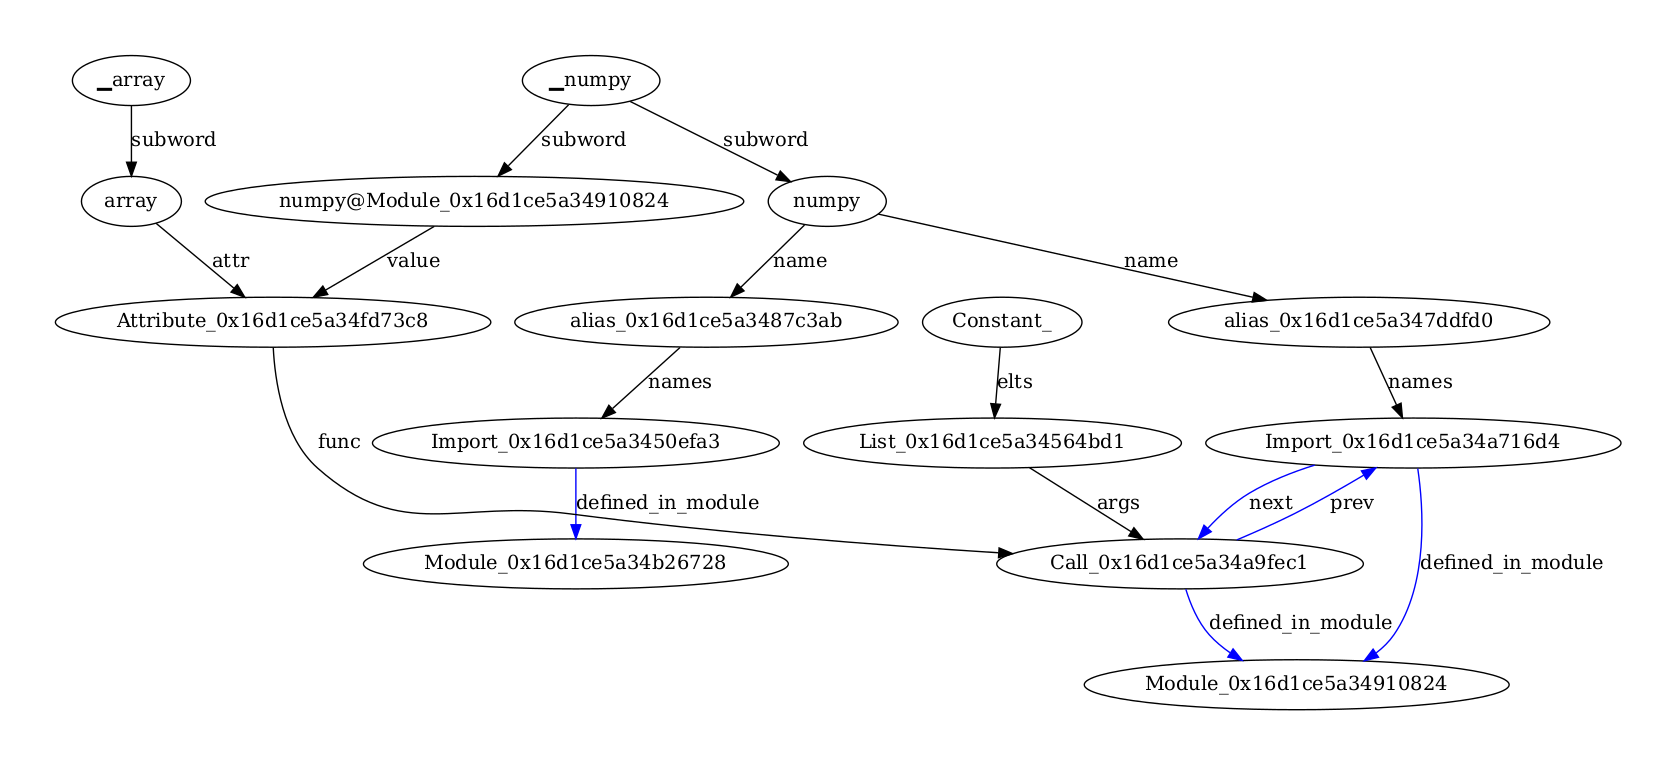 ▁array
▁numpy
subword
subword
subword
array
numpy@Module_0x16d1ce5a34910824
numpy
attr
value
name
name
Attribute_0x16d1ce5a34fd73c8
alias_0x16d1ce5a3487c3ab
Constant_
alias_0x16d1ce5a347ddfd0
names
elts
names
func
Import_0x16d1ce5a3450efa3
List_0x16d1ce5a34564bd1
Import_0x16d1ce5a34a716d4
defined_in_module
args
next
prev
Module_0x16d1ce5a34b26728
Call_0x16d1ce5a34a9fec1
defined_in_module
defined_in_module
Module_0x16d1ce5a34910824